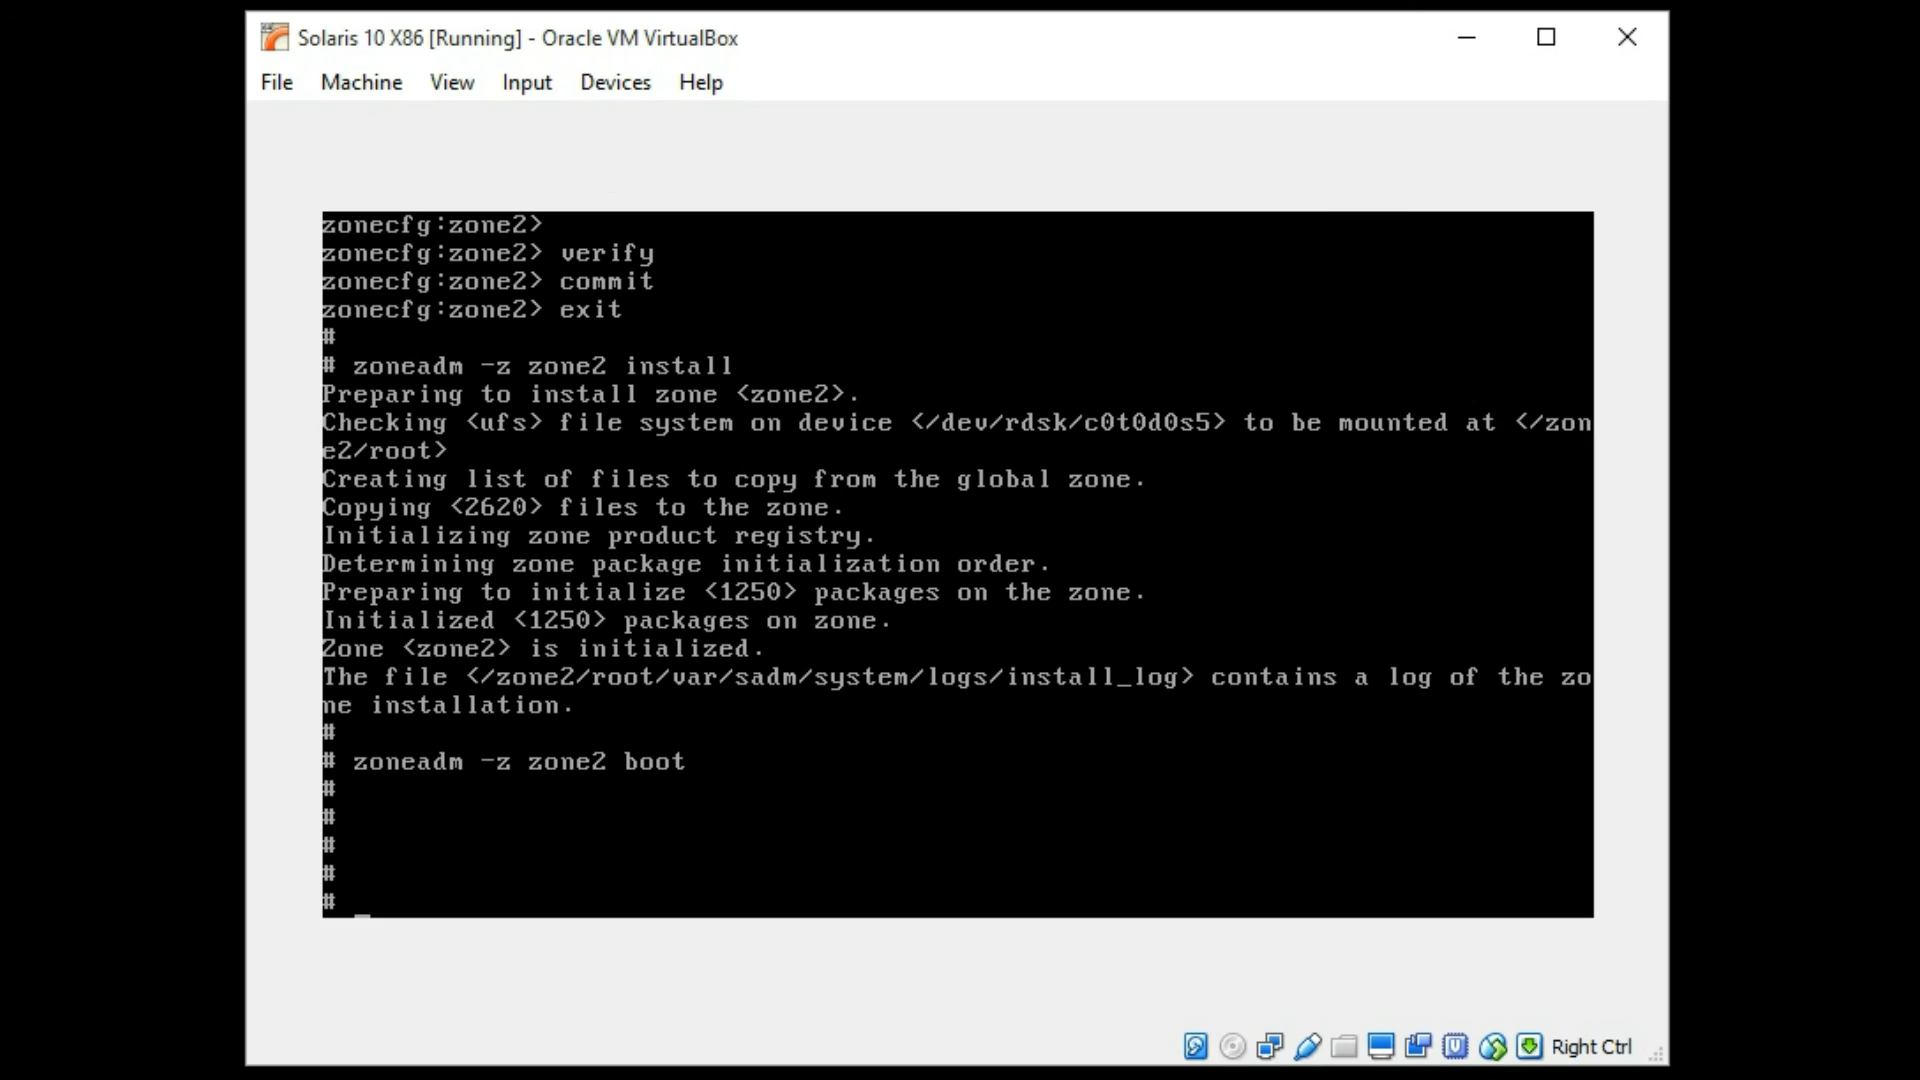 Solaris 10 X86 [Running] - Oracle VM VirtualBox
File Machine View Input Devices Help
zonecfg:zone2>
zonecfg:zone2> verify
zonecfg:zone2> commit
zonecfg:zone2> exit
#
# zoneadm -z zone2 install
Preparing to install zone <zone2>.
Checking <ufs> file system on device </dev/rdsk/c0t0d0s5> to be mounted at </zon
e2/root>
Creating list of files to copy from the global zone.
Copying <2620> files to the zone.
Initializing zone product registry.
Determining zone package initialization order.
Preparing to initialize <1250> packages on the zone.
Initialized <1250> packages on zone.
Zone <zone2> is initialized.
The file </zone2/root/var/sadm/system/logs/install_log> contains a log of the zo
ne installation.
#
# zoneadm -z zone2 boot
#
#
#
#
#
Right Ctrl